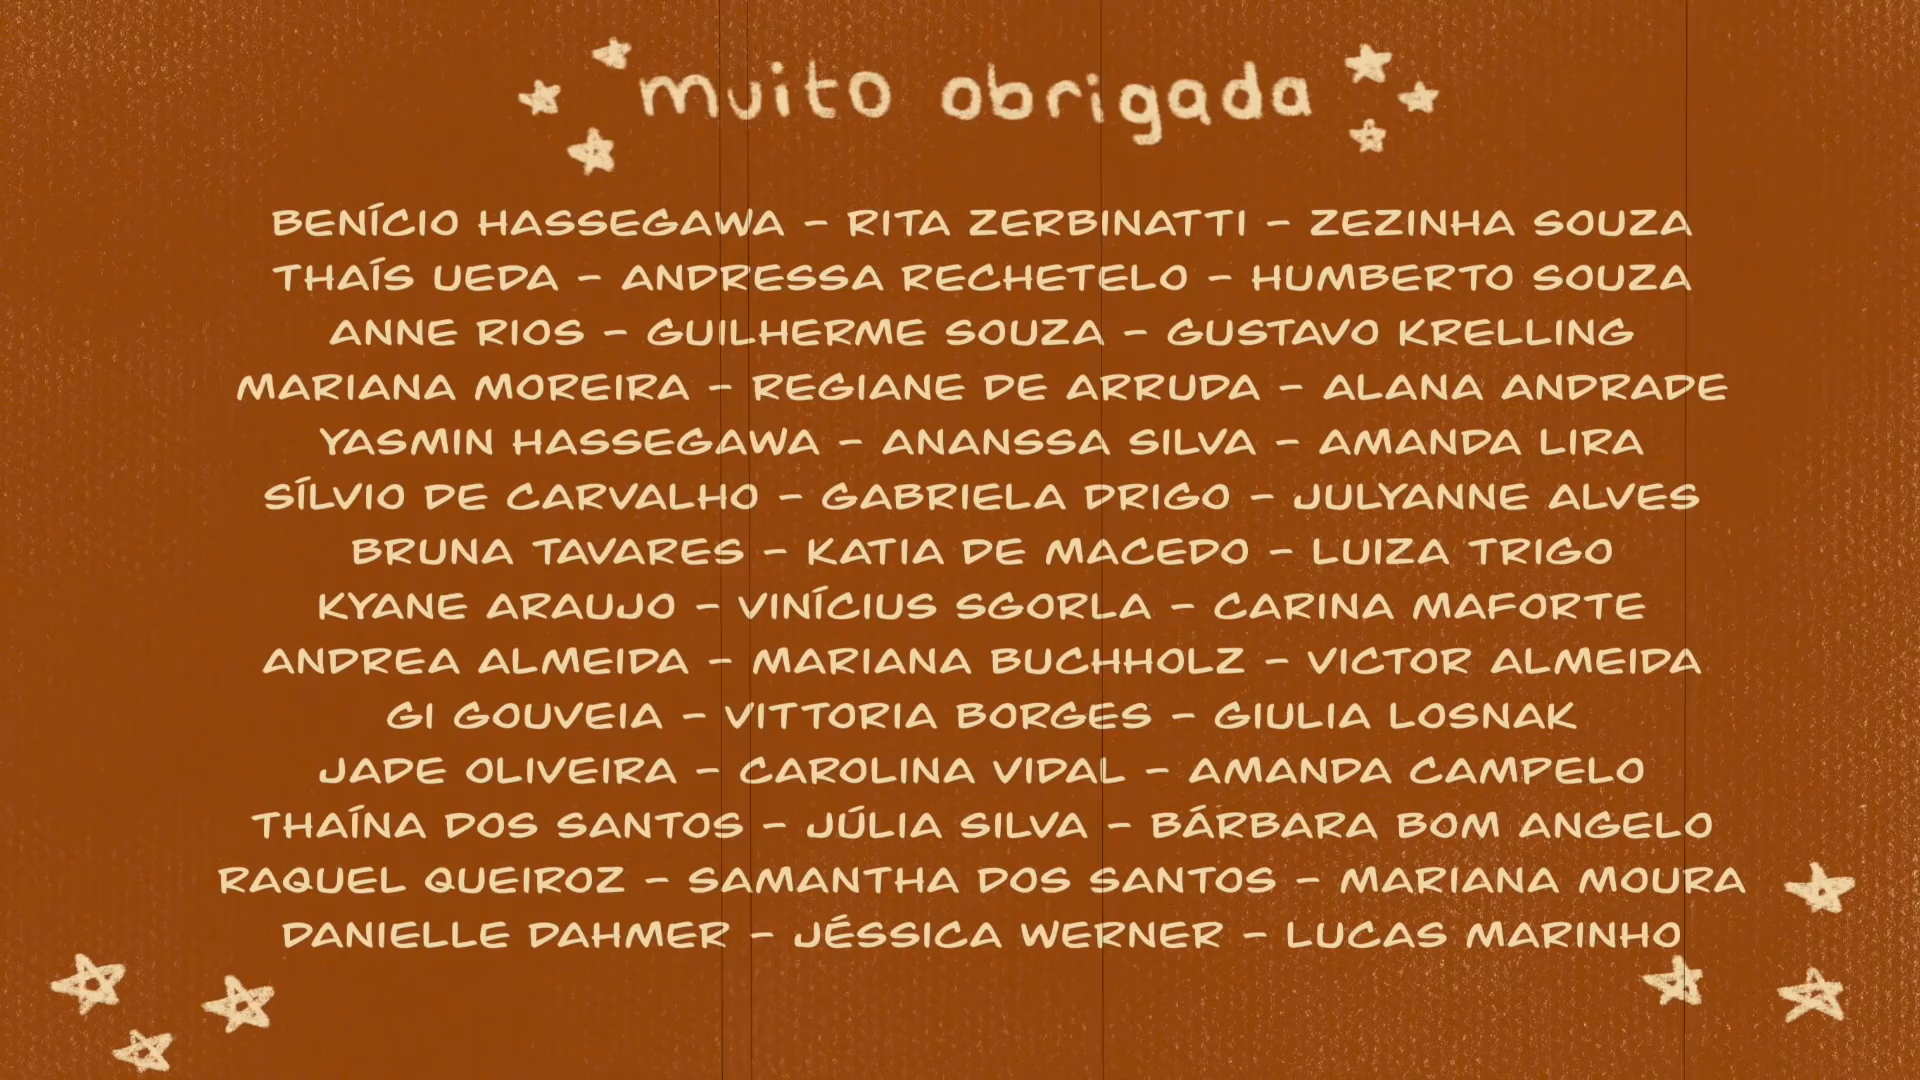 muito obrigada
BENÍCIO HASSEGAWA - RITA ZERBINATTI - ZEZINHA SOUZA
THAÍS UEDA - ANDRESSA RECHETELO - HUMBERTO SOUZA
ANNE RIOS - GUILHERME SOUZA - GUSTAVO KRELLING
MARIANA MOREIRA - REGIANE DE ARRUDA - ALANA ANDRADE
YASMIN HASSEGAWA - ANANSSA SILVA - AMANDA LIRA
SÍLVIO DE CARVALHO - GABRIELA DRIGO - JULYANNE ALVES
BRUNA TAVARES - KATIA DE MACEDO - LUIZA TRIGO
KYANE ARAUJO - VINÍCIUS SGORLA - CARINA MAFORTE
ANDREA ALMEIDA - MARIANA BUCHHOLZ - VICTOR ALMEIDA
GI GOUVEIA - VITTORIA BORGES - GIULIA LOSNAK
JADE OLIVEIRA - CAROLINA VIDAL - AMANDA CAMPELO
THAÍNA DOS SANTOS - JÚLIA SILVA - BÁRBARA BOM ANGELO
RAQUEL QUEIROZ - SAMANTHA DOS SANTOS - MARIANA MOURA
DANIELLE DAHMER - JÉSSICA WERNER - LUCAS MARINHO